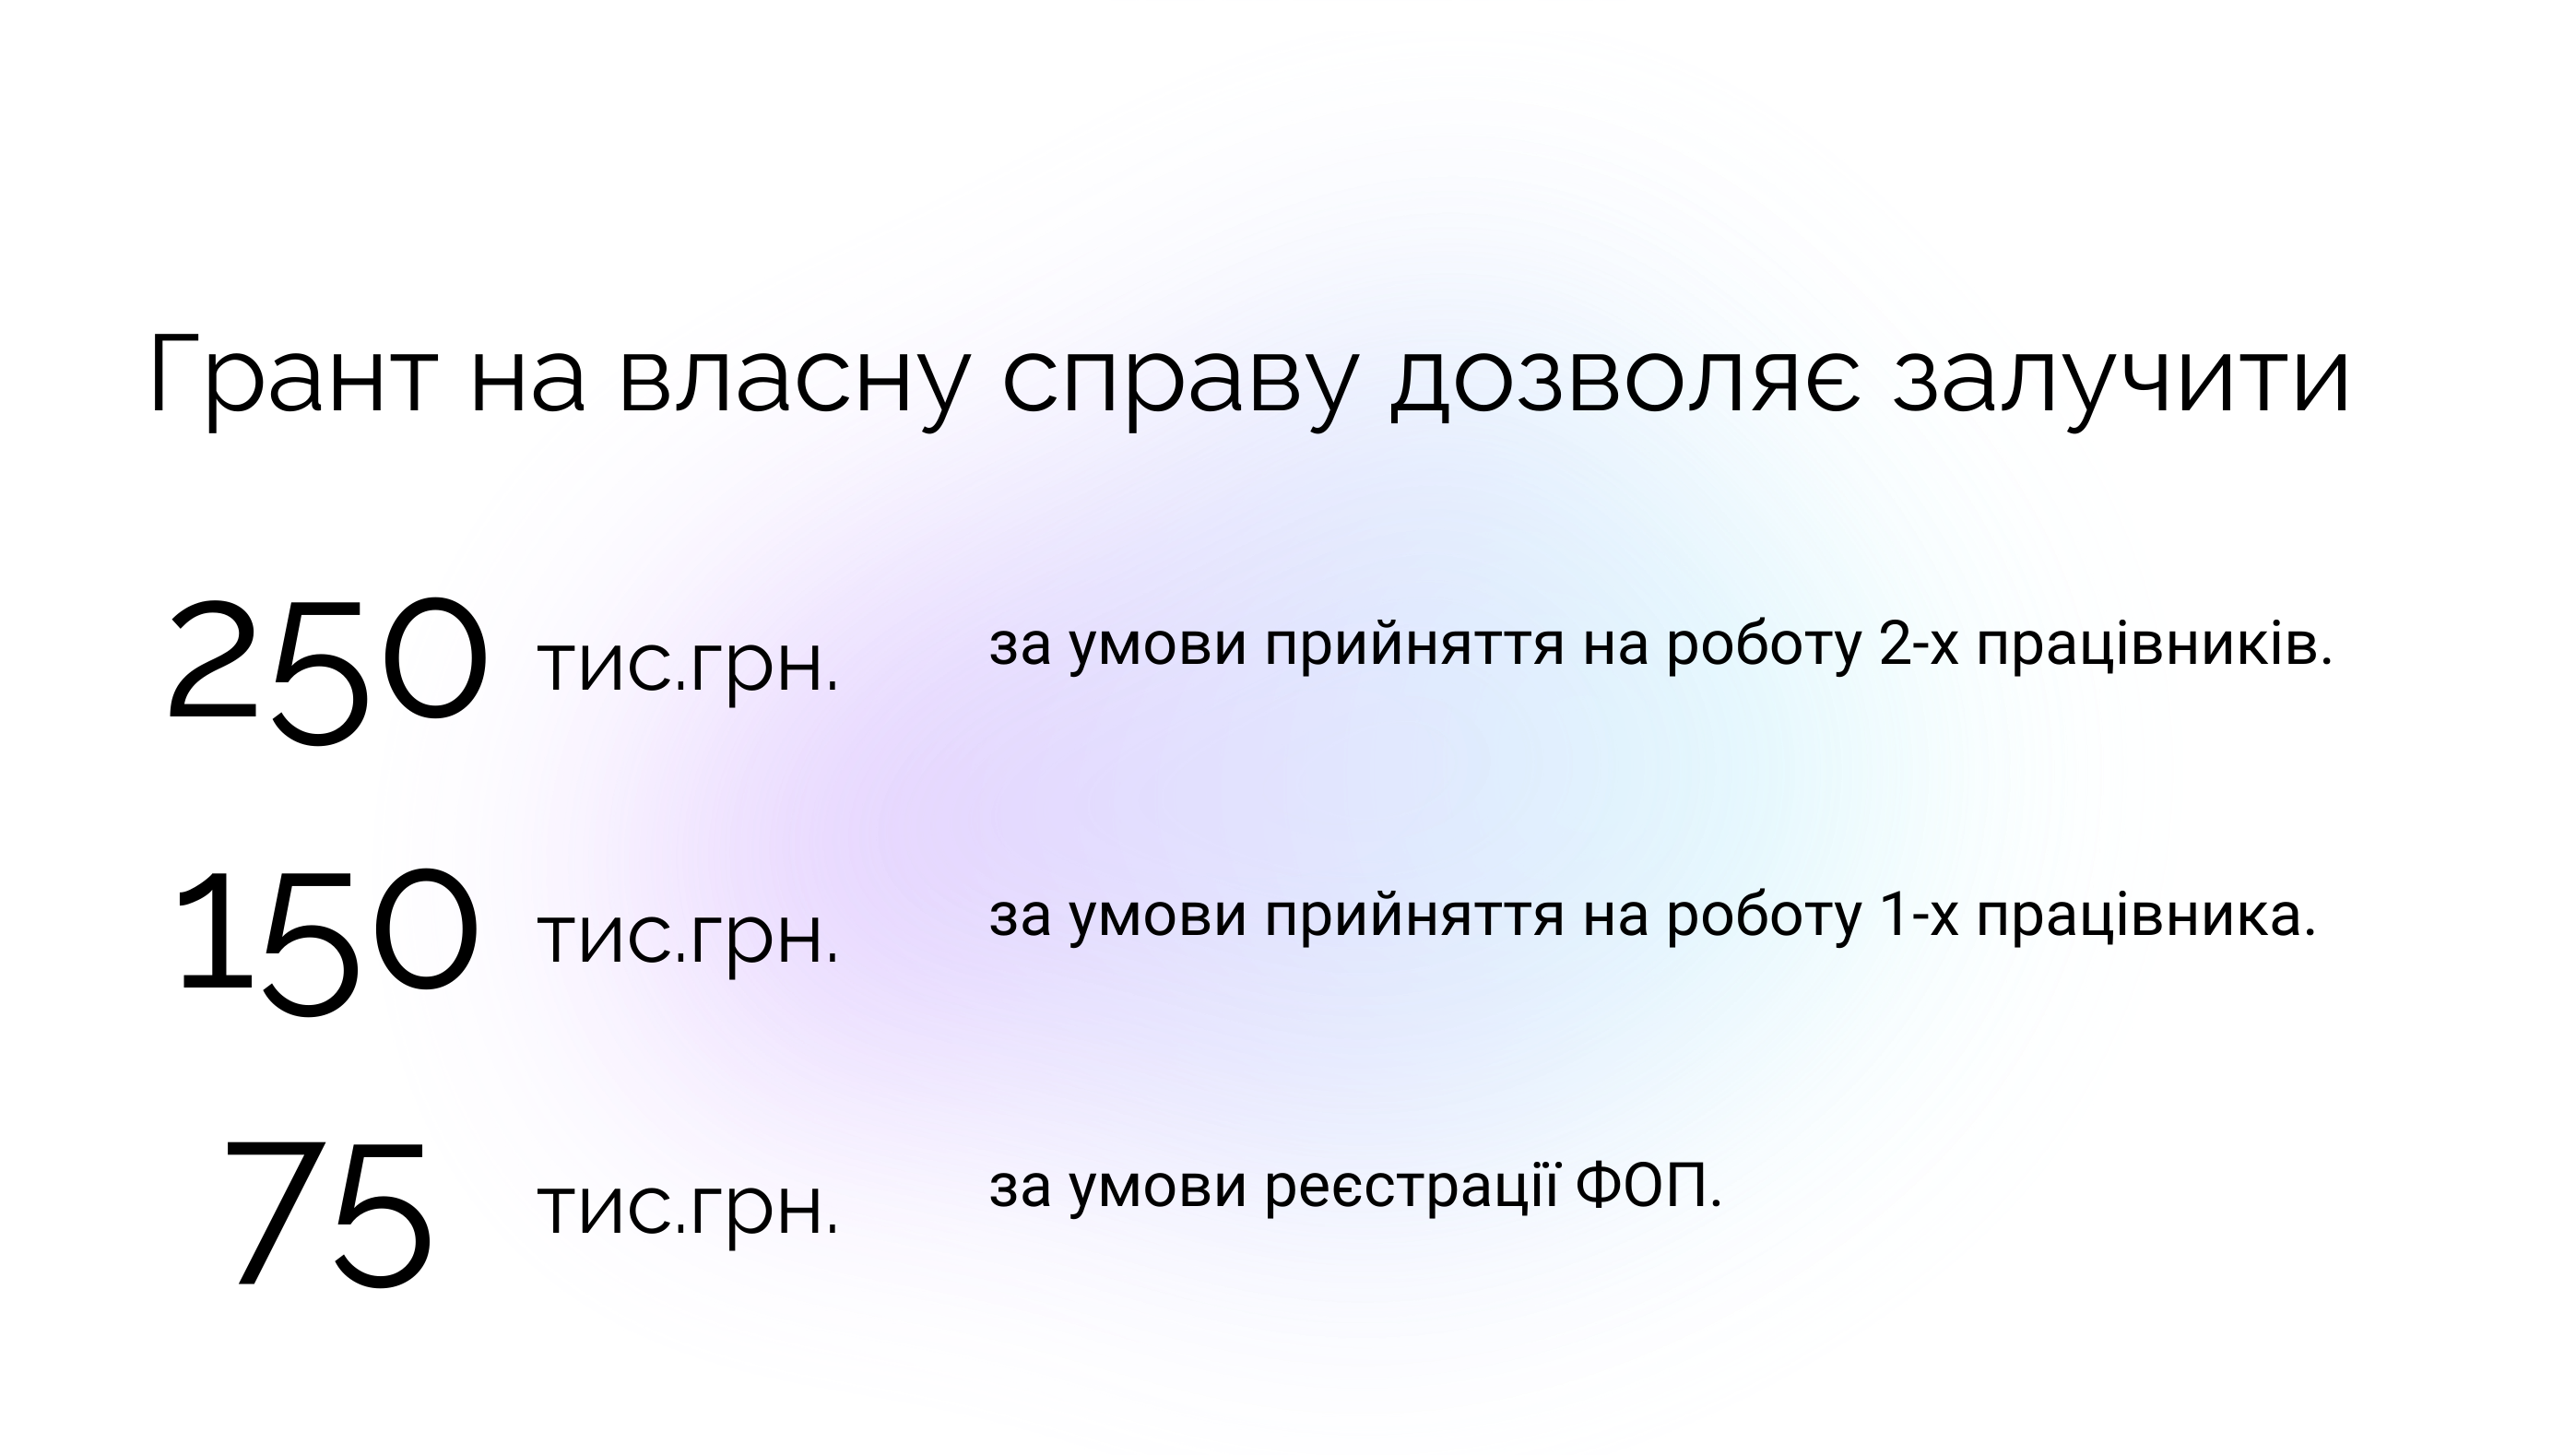 Грант на власну справу дозволяє залучити
250 тис.грн. за умови прийняття на роботу 2-х працівників.
150 тис.грн. за умови прийняття на роботу 1-х працівника.
75 тис.грн. за умови реєстрації ФОП.